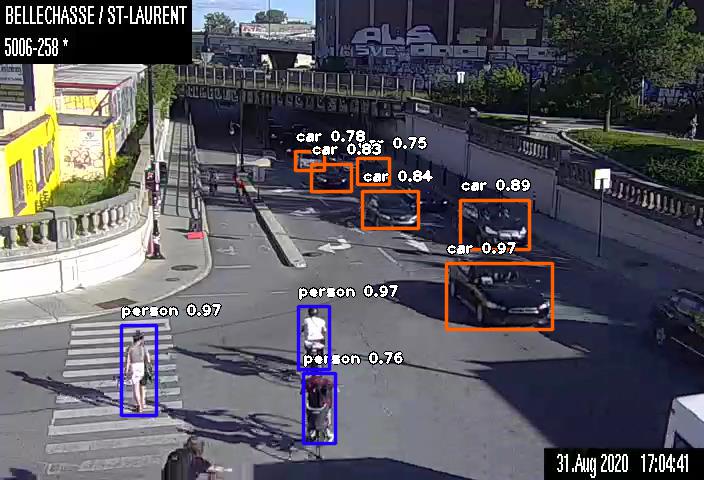 BELLECHASSE / ST-LAURENT
5006-258 *
car 0.78
0.75
car 0.83
car 0.84
car 0.89
car 0.97
person 0.97
person 0.97
person 0.76
31.Aug 2020 17:04:41